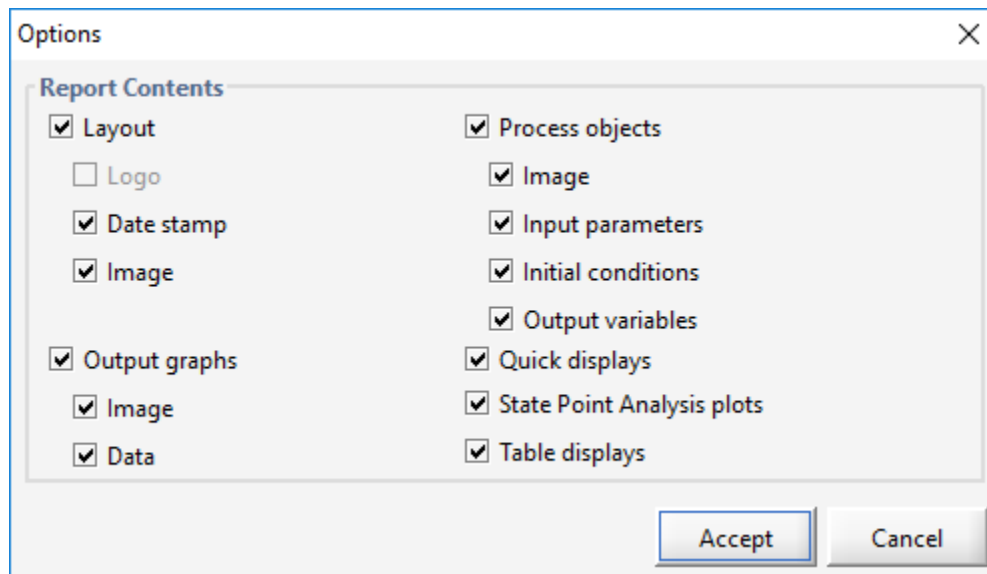 Options
Report Contents
Layout
Logo
Date stamp
Image
Output graphs
Image
Data
Process objects
Image
Input parameters
Initial conditions
Output variables
Quick displays
State Point Analysis plots
Table displays
Accept
Cancel